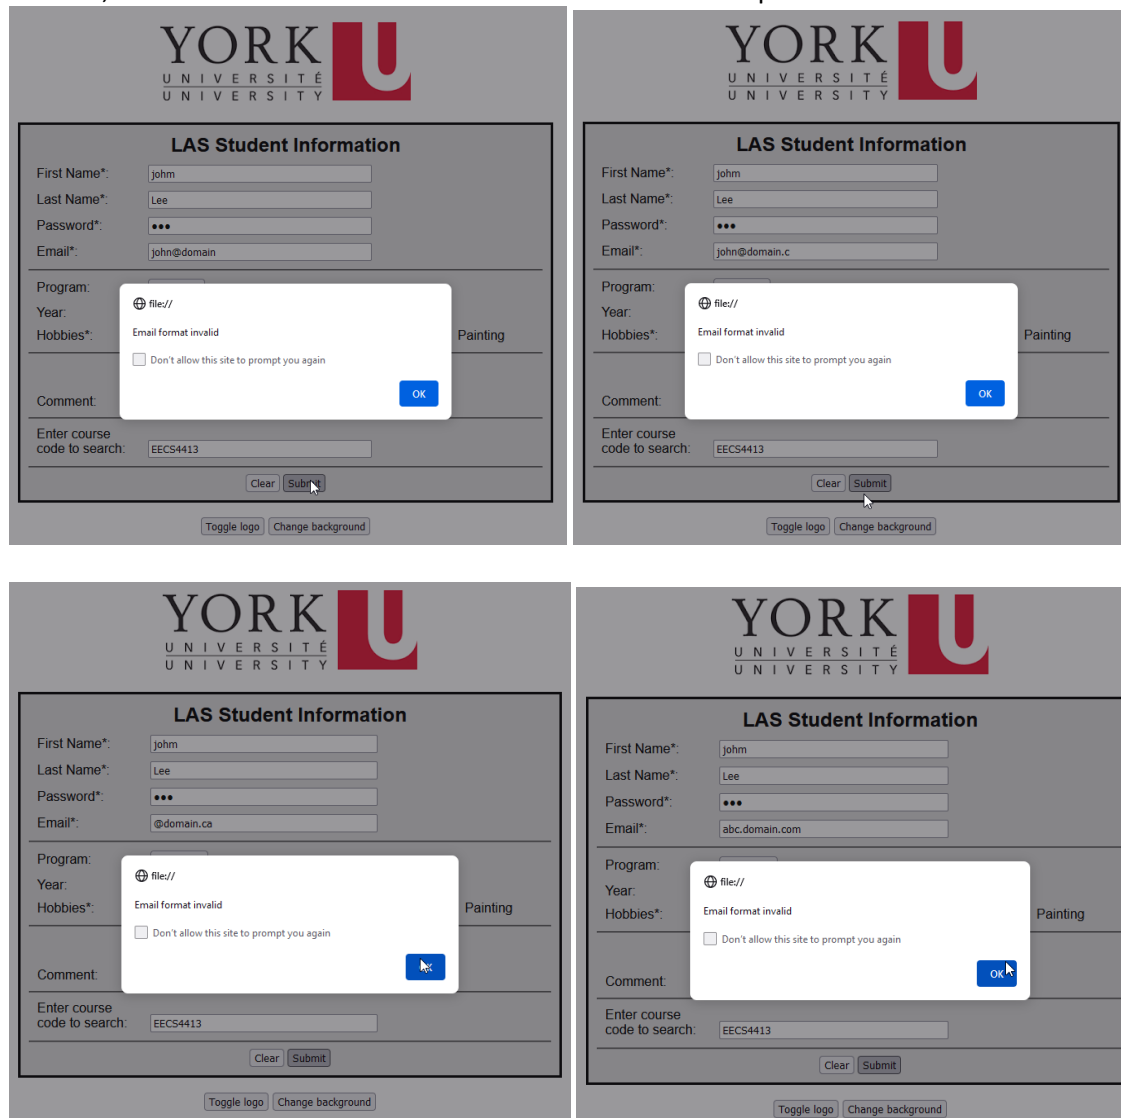 YORK
UNIVERSITÉ
UNIVERSITY
LAS Student Information
First Name*: johm
Last Name*: Lee
Password*: •••
Email*: john@domain
Program:
Year:
Hobbies*: Painting
file://
Email format invalid
Don't allow this site to prompt you again
OK
Comment:
Enter course
code to search: EECS4413
Clear Submit
Toggle logo Change background
YORK
UNIVERSITÉ
UNIVERSITY
LAS Student Information
First Name*: johm
Last Name*: Lee
Password*: •••
Email*: john@domain.c
Program:
Year:
Hobbies*: Painting
file://
Email format invalid
Don't allow this site to prompt you again
OK
Comment:
Enter course
code to search: EECS4413
Clear Submit
Toggle logo Change background
YORK
UNIVERSITÉ
UNIVERSITY
LAS Student Information
First Name*: johm
Last Name*: Lee
Password*: •••
Email*: @domain.ca
Program:
Year:
Hobbies*: Painting
file://
Email format invalid
Don't allow this site to prompt you again
Comment:
Enter course
code to search: EECS4413
Clear Submit
Toggle logo Change background
YORK
UNIVERSITÉ
UNIVERSITY
LAS Student Information
First Name*: johm
Last Name*: Lee
Password*: •••
Email*: abc.domain.com
Program:
Year:
Hobbies*: Painting
file://
Email format invalid
Don't allow this site to prompt you again
OK
Comment:
Enter course
code to search: EECS4413
Clear Submit
Toggle logo Change background